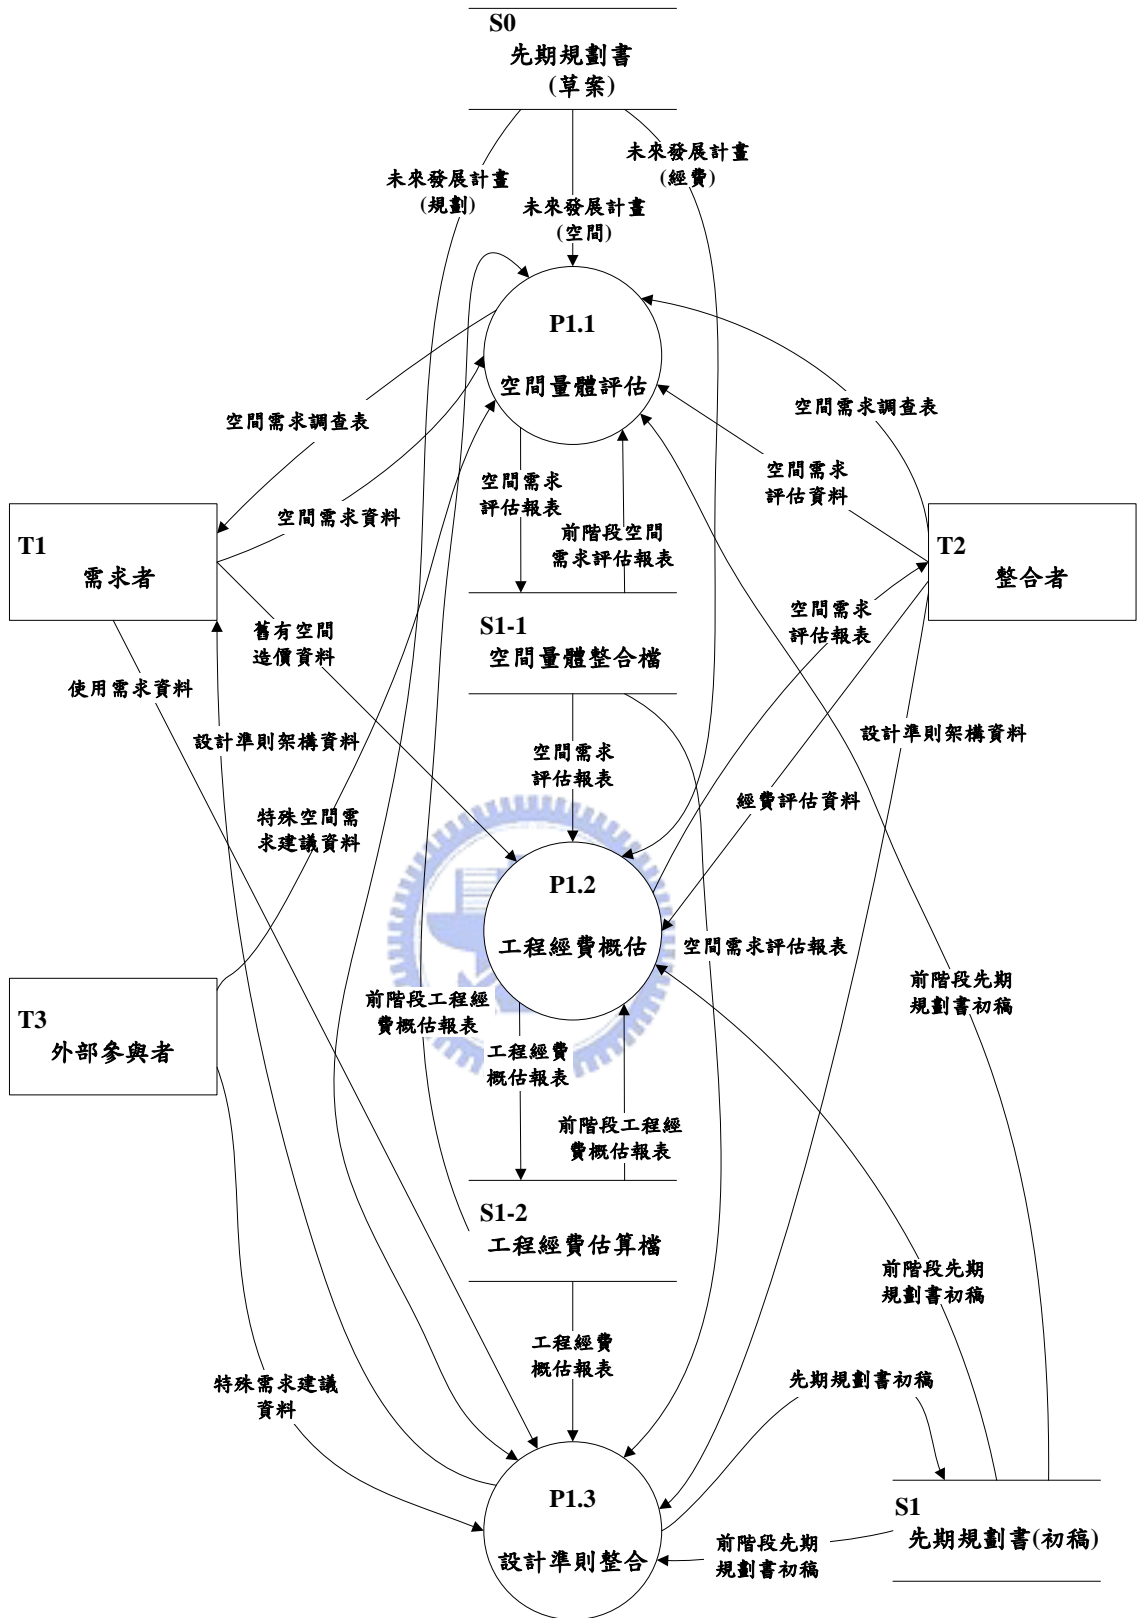 S0
先期規劃書
(草案)
未來發展計畫
(規劃)
未來發展計畫
(空間)
未來發展計畫
(經費)
P1.1
空間量體評估
空間需求調查表
空間需求調查表
空間需求
評估資料
空間需求
評估報表
前階段空間
需求評估報表
空間需求資料
T1
需求者
T2
整合者
S1-1
空間量體整合檔
舊有空間
造價資料
空間需求
評估報表
使用需求資料
設計準則架構資料
設計準則架構資料
空間需求
評估報表
經費評估資料
特殊空間需
求建議資料
P1.2
工程經費概估
空間需求評估報表
前階段先期
規劃書初稿
T3
外部參與者
前階段工程經
費概估報表
工程經費
概估報表
前階段工程經
費概估報表
S1-2
工程經費估算檔
前階段先期
規劃書初稿
工程經費
概估報表
特殊需求建議
資料
先期規劃書初稿
P1.3
設計準則整合
前階段先期
規劃書初稿
S1
先期規劃書(初稿)